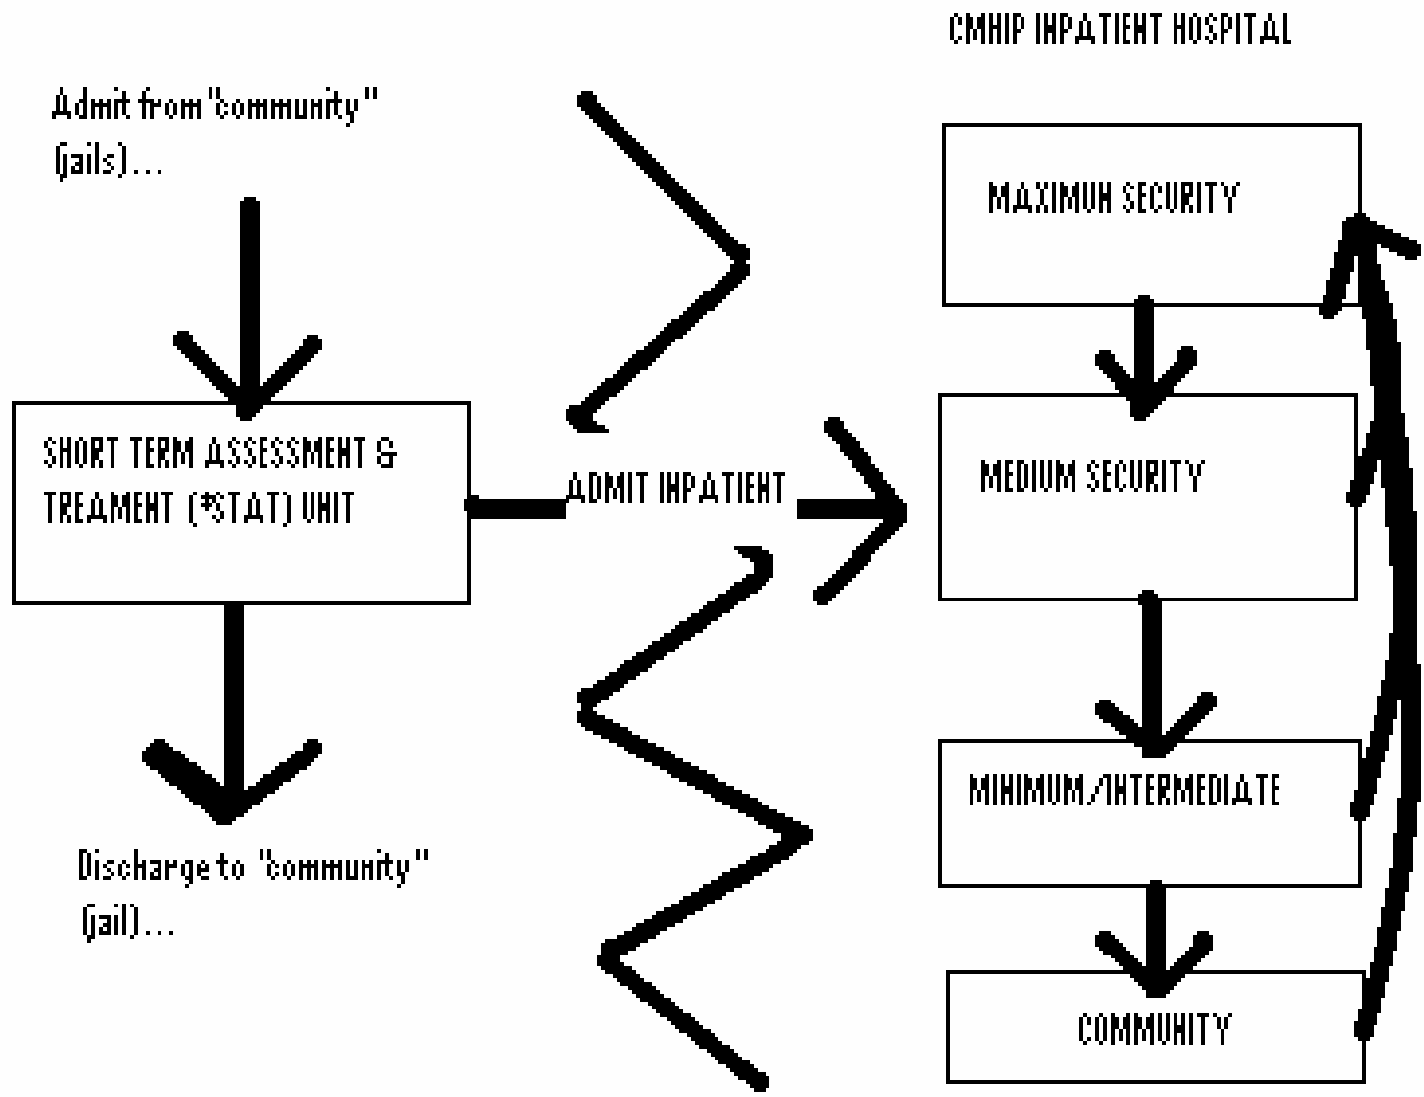 CMHIP INPATIENT HOSPITAL
Admit from "community"
(jails)...
MAXIMUN SECURITY
SHORT TERM ASSESSMENT &
TREAMENT (*STAT) UNIT
ADMIT INPATIENT
MEDIUM SECURITY
MINIMUM/INTERMEDIATE
Discharge to "community"
(jail)...
COMMUNITY